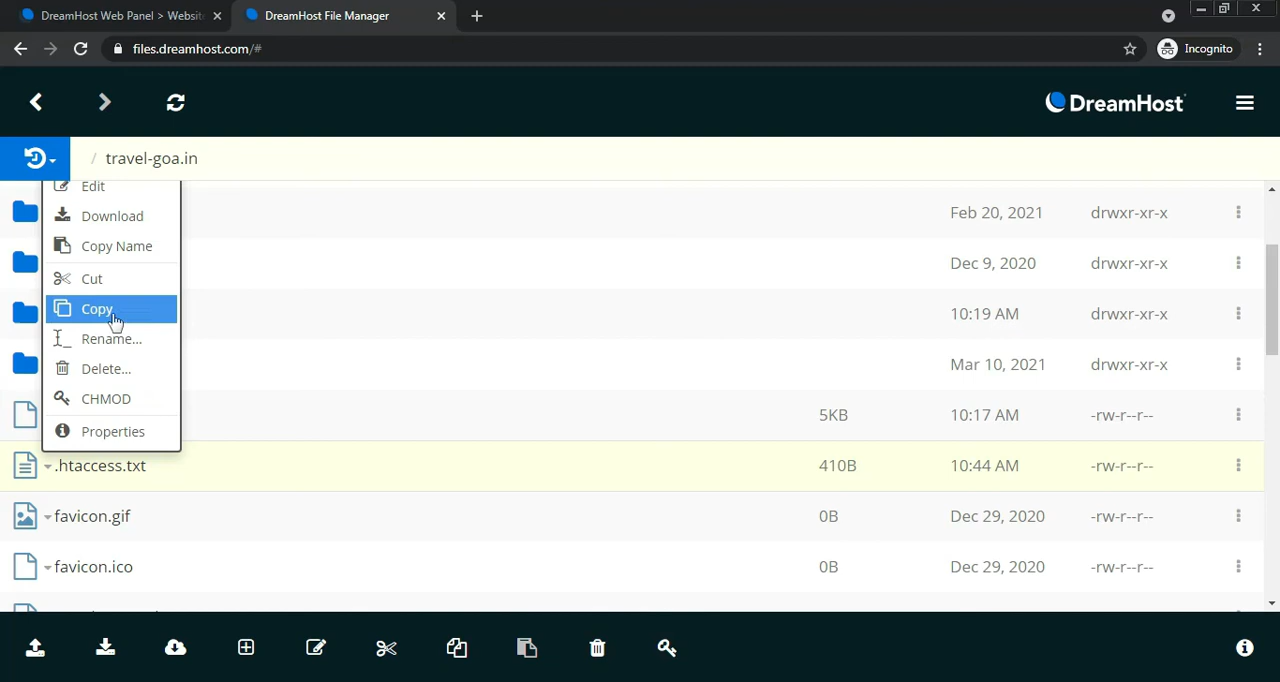 DreamHost Web Panel > Websit
DreamHost File Manager
files.dreamhost.com/#
Incognito
DreamHost
/ travel-goa.in
Edit
Download
Copy Name
Cut
Copy
Rename...
Delete...
CHMOD
Properties
Feb 20, 2021 drwxr-xr-x
Dec 9, 2020 drwxr-xr-x
10:19 AM drwxr-xr-x
Mar 10, 2021 drwxr-xr-x
5KB 10:17 AM -rw-r--r--
.htaccess.txt 410B 10:44 AM -rw-r--r--
favicon.gif 0B Dec 29, 2020 -rw-r--r--
favicon.ico 0B Dec 29, 2020 -rw-r--r--